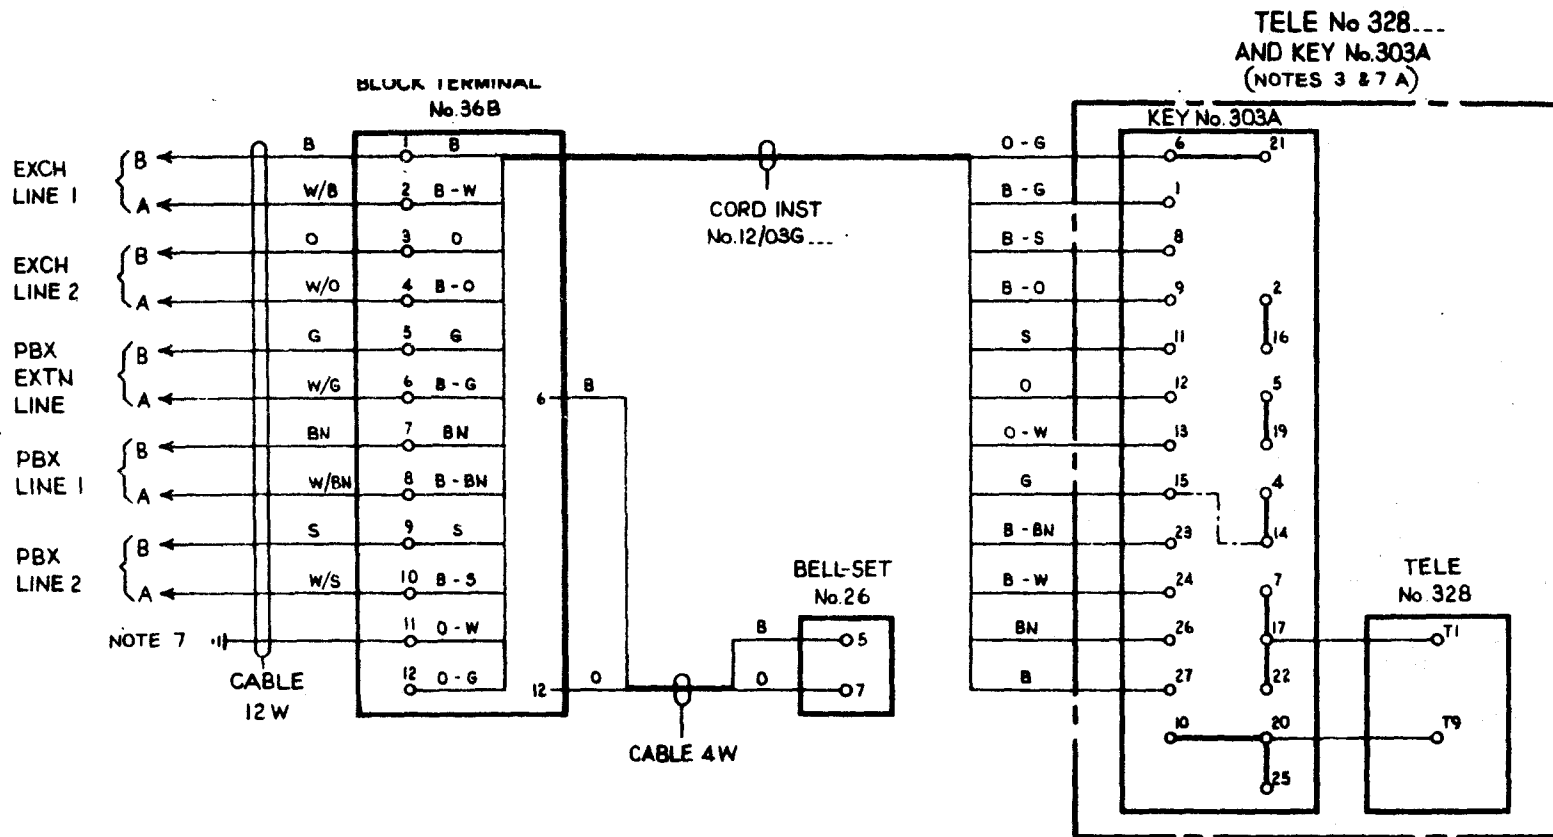 TELE No 328...
AND KEY No.303A
(NOTES 3 & 7 A)
BLOCK TERMINAL
No.36B
KEY No.303A
EXCH
LINE 1
B
A
EXCH
LINE 2
B
A
PBX
EXTN
LINE
B
A
PBX
LINE 1
B
A
PBX
LINE 2
B
A
NOTE 7
CABLE
12 W
B 1 B
W/B 2 B-W
O 3 O
W/O 4 B-O
G 5 G
W/G 6 B-G
BN 7 BN
W/BN 8 B-BN
S 9 S
W/S 10 B-S
11 O-W
12 O-G
6 B
12 O
CORD INST
No.12/03G...
CABLE 4W
BELL-SET
No.26
B 5
O 7
O-G 6 21
B-G 1
B-S 8
B-O 9 2
S 11 16
O 12 5
O-W 13 19
G 15 4
B-BN 23 14
B-W 24 7
BN 26 17
B 27 22
10 20
25
TELE
No.328
T1
T9